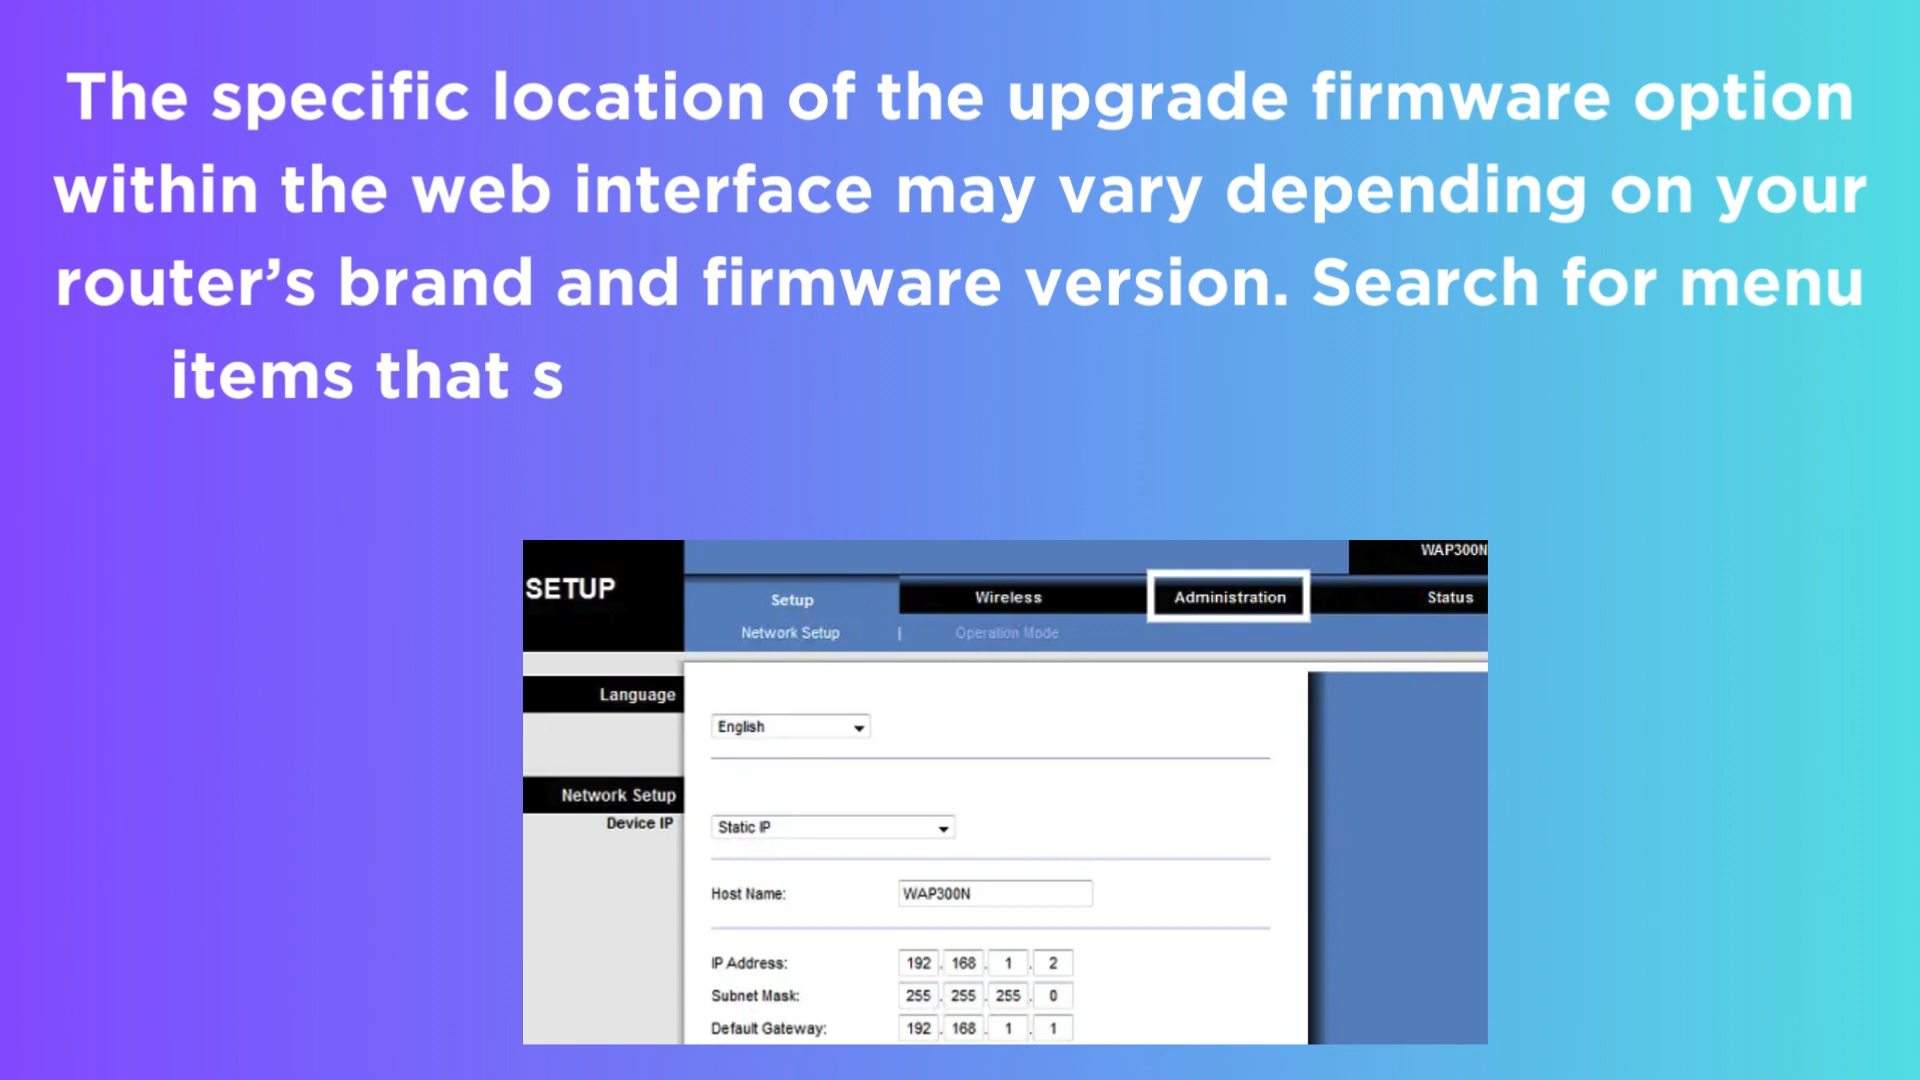 The specific location of the upgrade firmware option
within the web interface may vary depending on your
router’s brand and firmware version. Search for menu
items that s
WAP300N
SETUP
Setup
Wireless
Administration
Status
Network Setup
|
Operation Mode
Language
English
Network Setup
Device IP
Static IP
Host Name:
WAP300N
IP Address:
192 . 168 . 1 . 2
Subnet Mask:
255 . 255 . 255 . 0
Default Gateway:
192 . 168 . 1 . 1